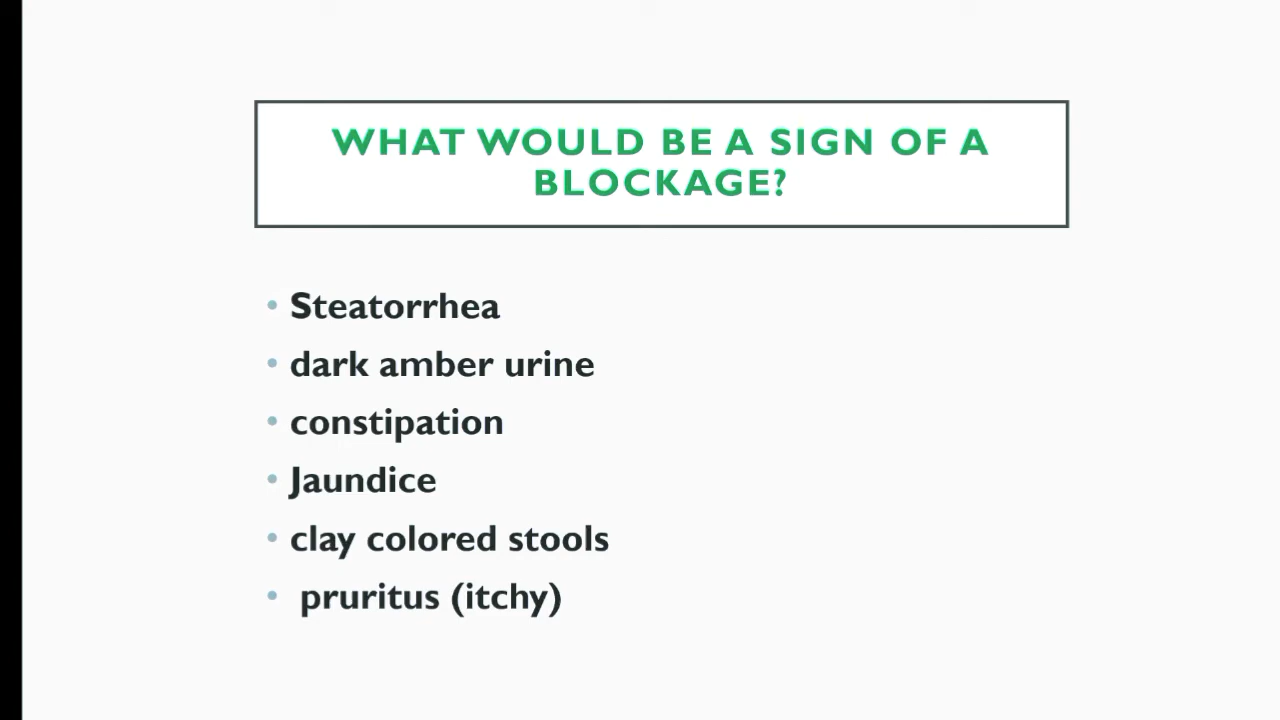 WHAT WOULD BE A SIGN OF A
BLOCKAGE?
• Steatorrhea
• dark amber urine
• constipation
• Jaundice
• clay colored stools
• pruritus (itchy)